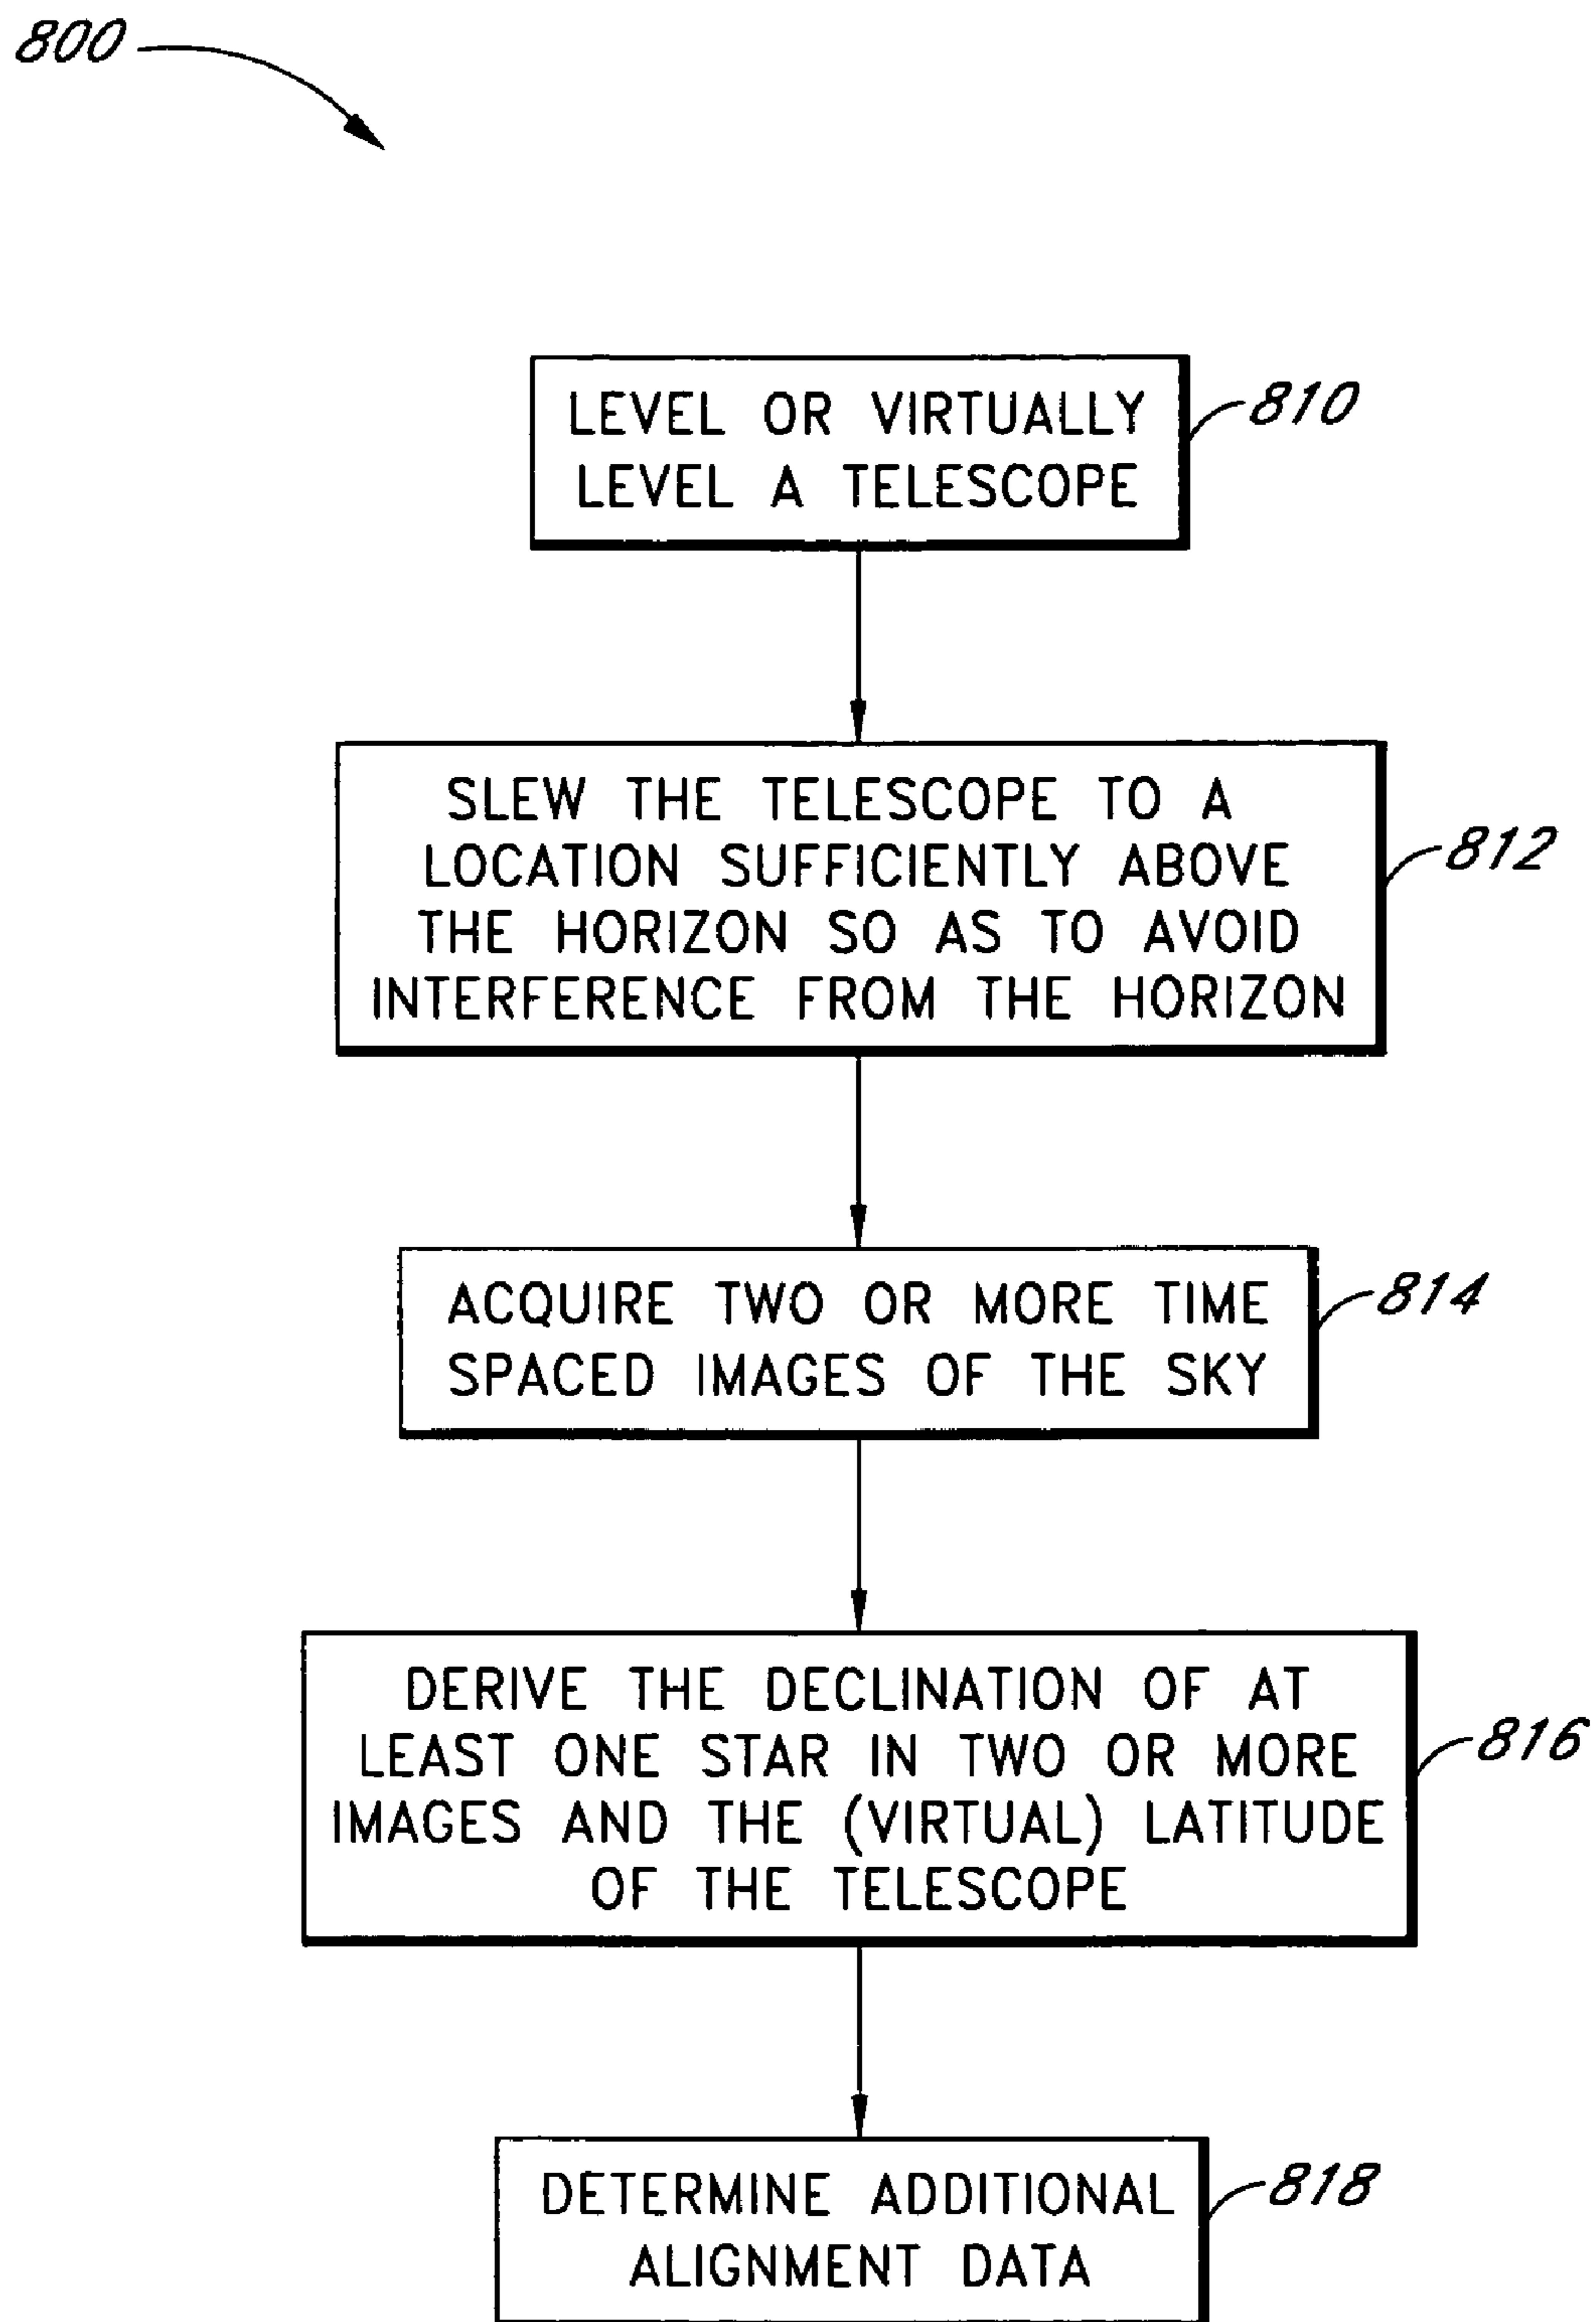 800
LEVEL OR VIRTUALLY
LEVEL A TELESCOPE
810
SLEW THE TELESCOPE TO A
LOCATION SUFFICIENTLY ABOVE
THE HORIZON SO AS TO AVOID
INTERFERENCE FROM THE HORIZON
812
ACQUIRE TWO OR MORE TIME
SPACED IMAGES OF THE SKY
814
DERIVE THE DECLINATION OF AT
LEAST ONE STAR IN TWO OR MORE
IMAGES AND THE (VIRTUAL) LATITUDE
OF THE TELESCOPE
816
DETERMINE ADDITIONAL
ALIGNMENT DATA
818